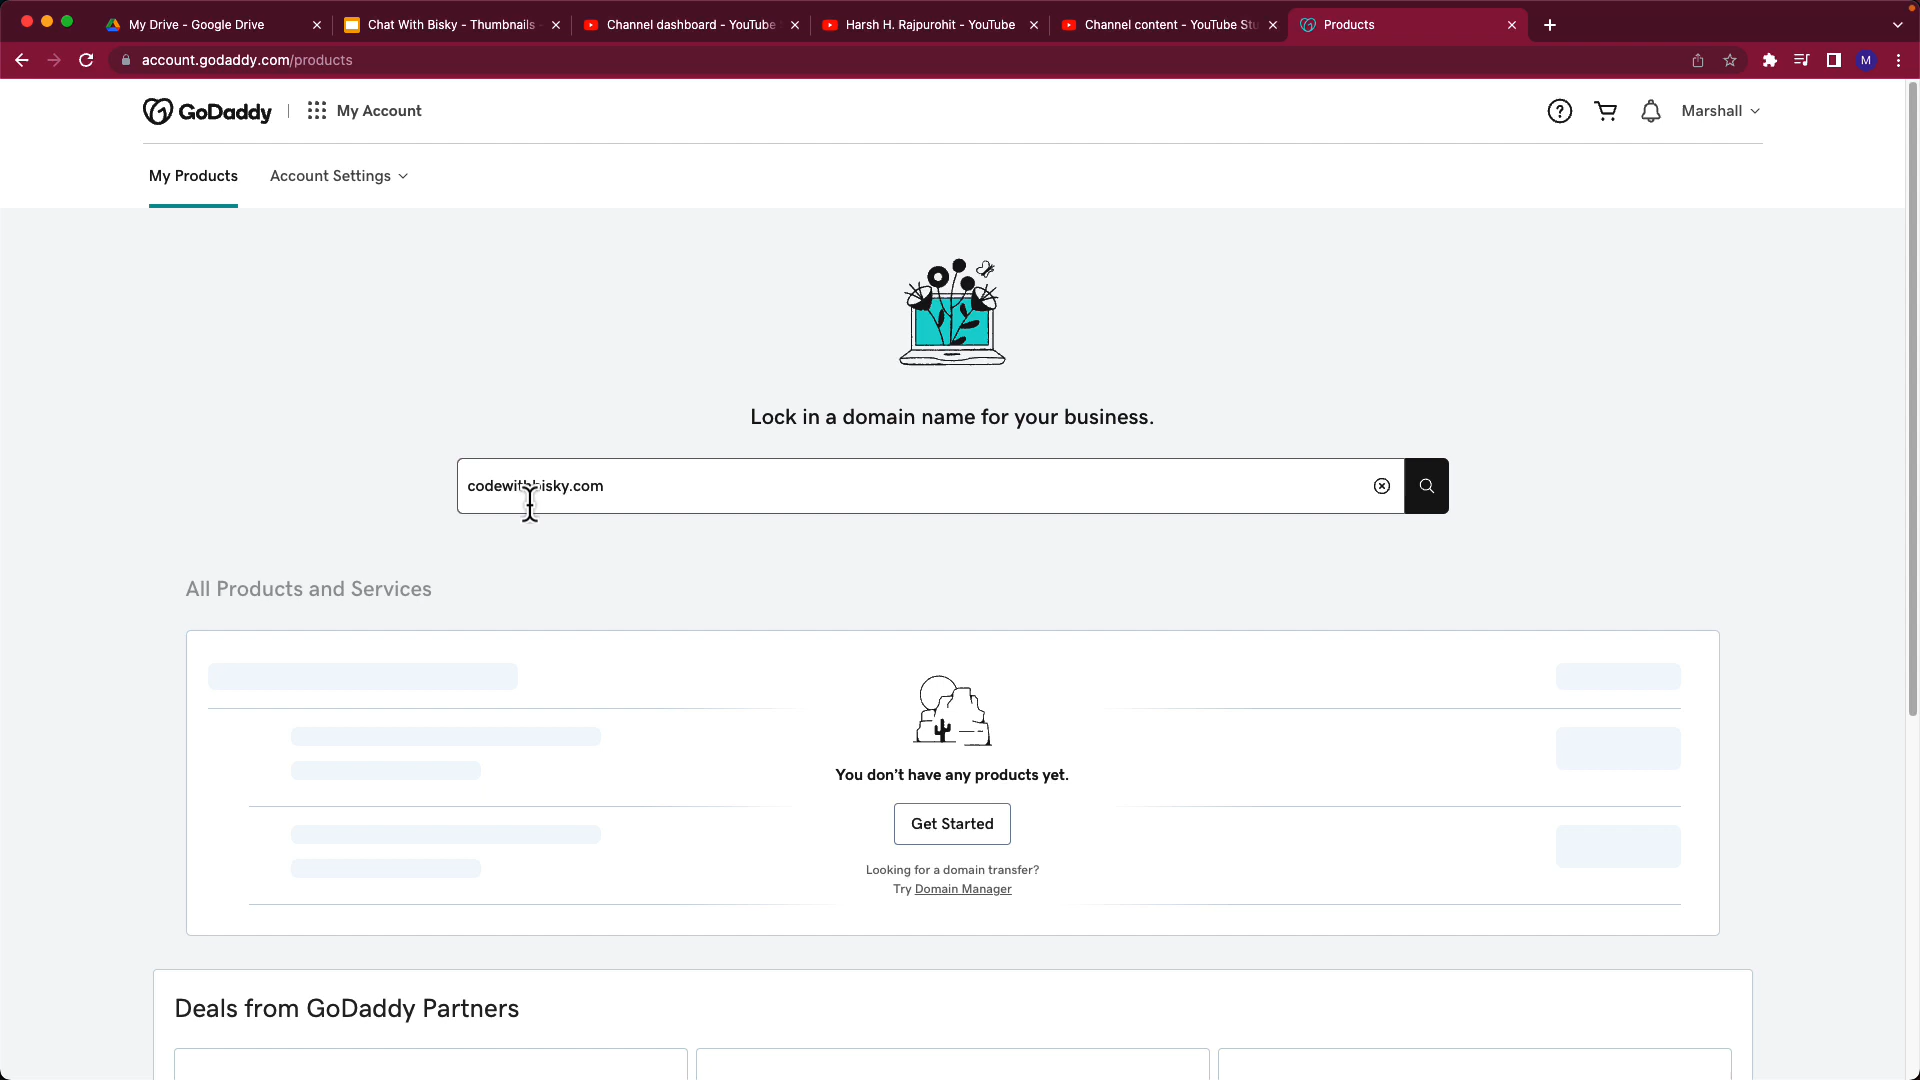 My Drive - Google Drive
Chat With Bisky - Thumbnails -
Channel dashboard - YouTube
Harsh H. Rajpurohit - YouTube
Channel content - YouTube Stu
Products
account.godaddy.com/products
M
GoDaddy
My Account
Marshall
My Products
Account Settings
Lock in a domain name for your business.
codewithbisky.com
All Products and Services
You don't have any products yet.
Get Started
Looking for a domain transfer?
Try Domain Manager
Deals from GoDaddy Partners